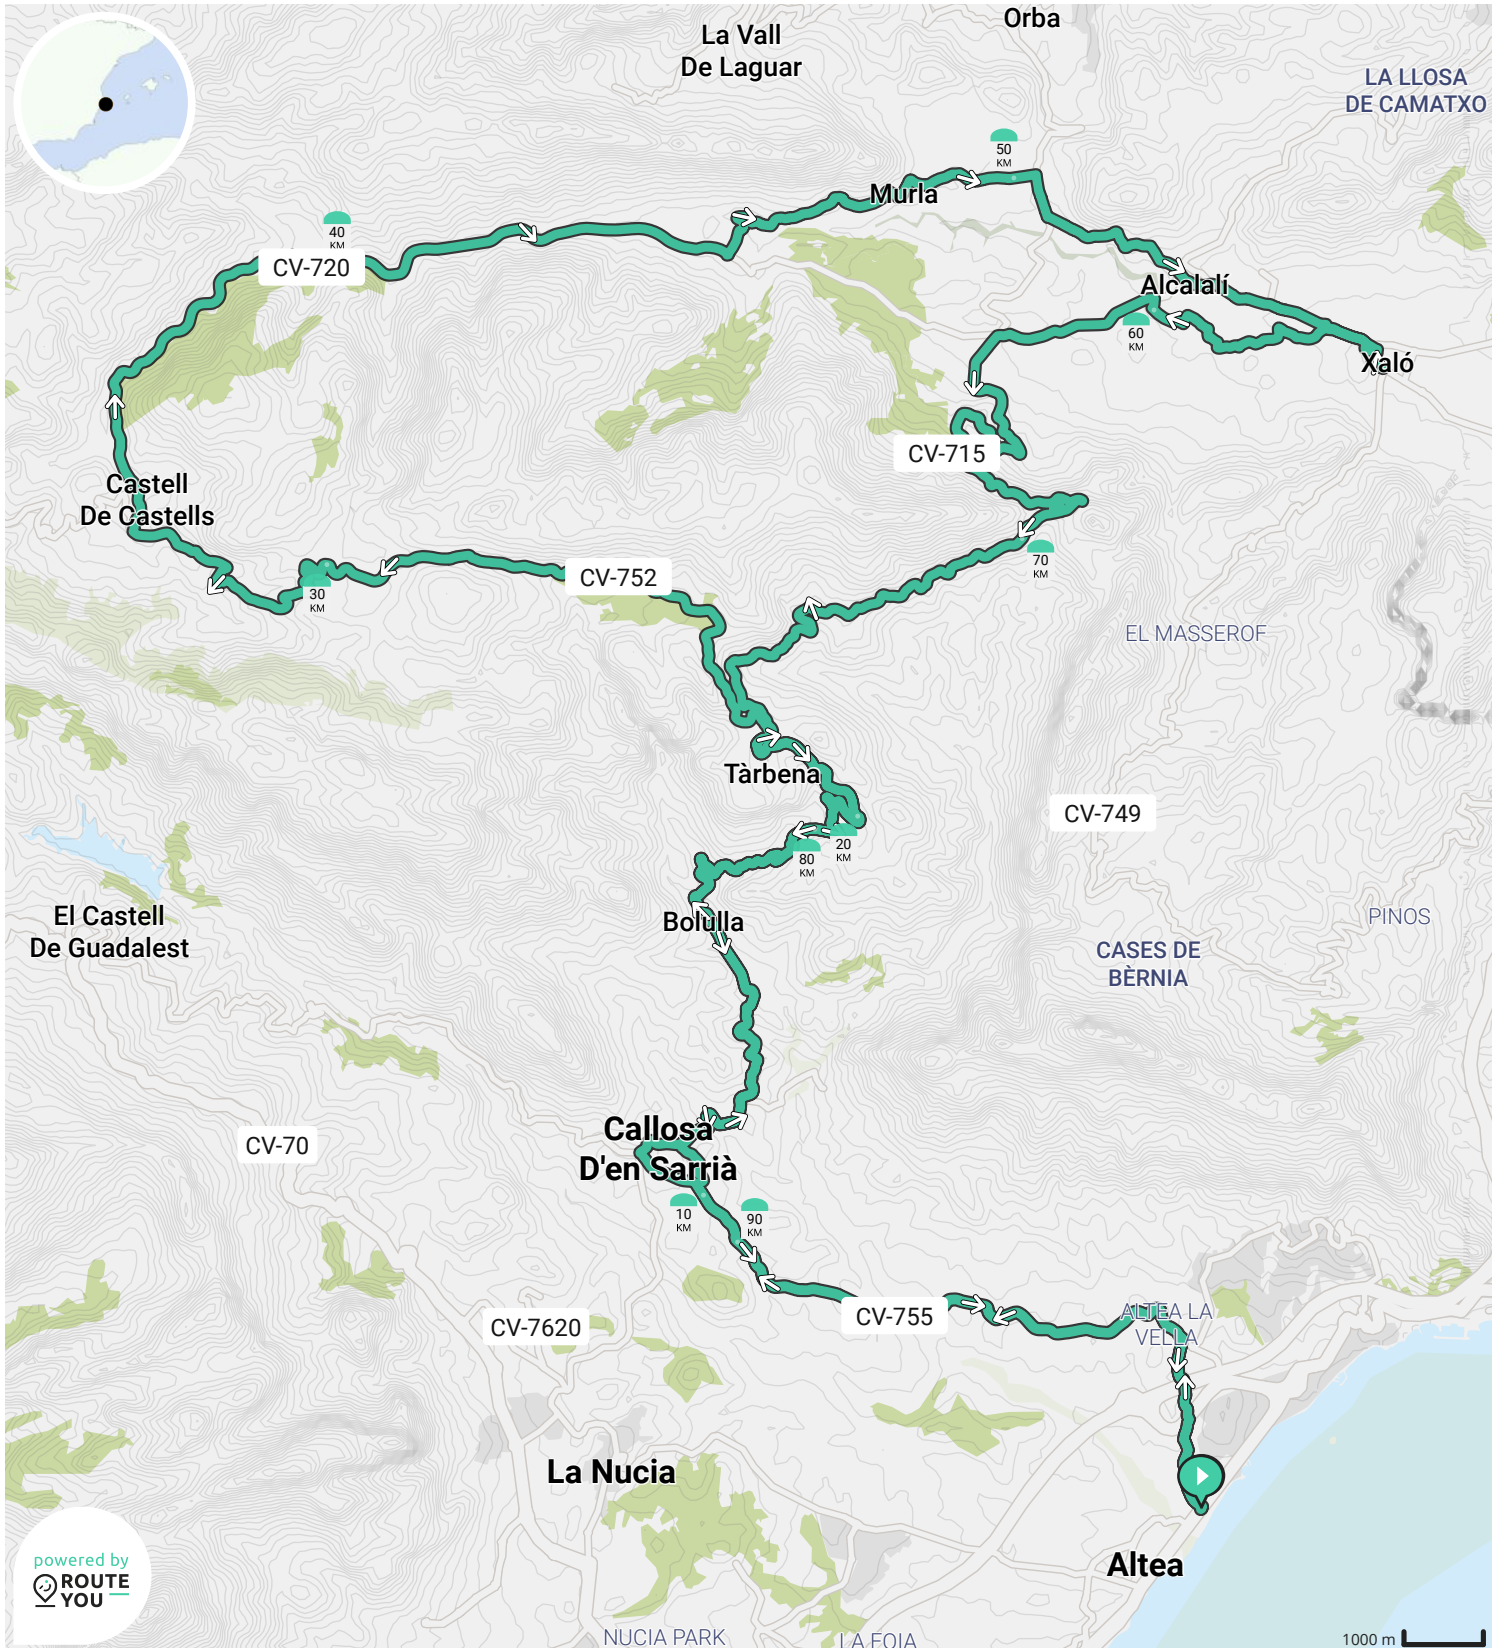 Orba
La Vall
De Laguar
LA LLOSA
DE CAMATXO
50
KM
Murla
40
KM
CV-720
Alcalalí
60
KM
Xaló
CV-715
Castell
De Castells
70
KM
CV-752
30
KM
EL MASSEROF
Tàrbena
CV-749
20
KM
80
KM
El Castell
De Guadalest
Bolulla
PINOS
CASES DE
BÈRNIA
Callosa
D'en Sarrià
CV-70
10
KM
90
KM
CV-755
ALTEA LA
VELLA
CV-7620
La Nucia
Altea
powered by
ROUTE
YOU
NUCIA PARK
LA FOIA
1000 m